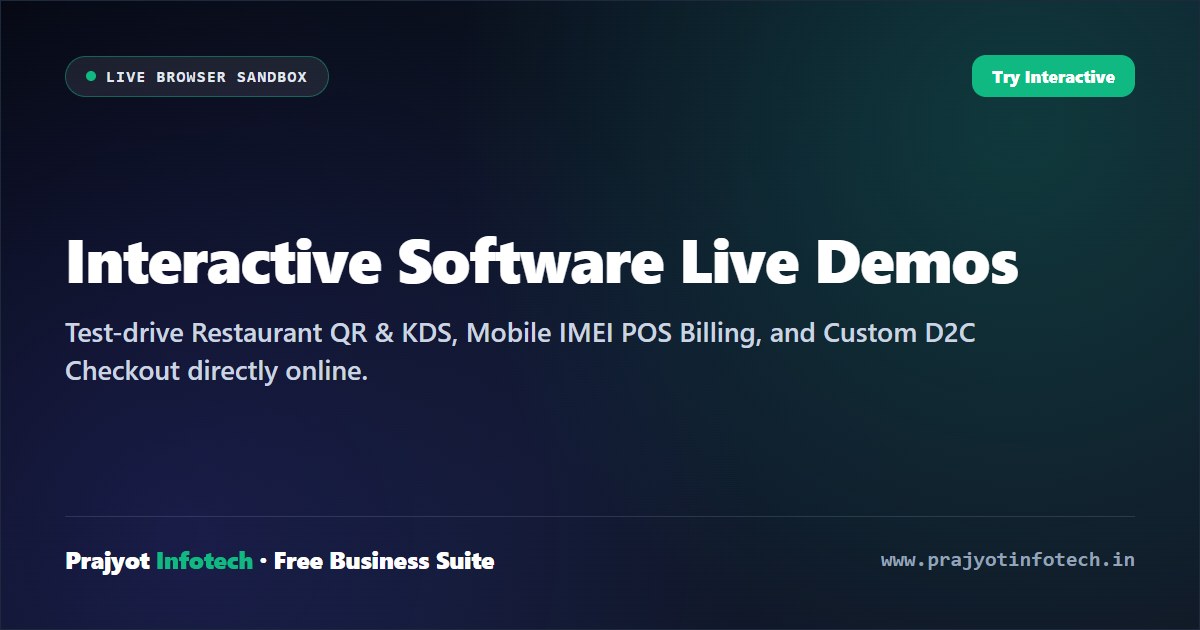 LIVE BROWSER SANDBOX
Try Interactive
Interactive Software Live Demos
Test-drive Restaurant QR & KDS, Mobile IMEI POS Billing, and Custom D2C
Checkout directly online.
Prajyot Infotech · Free Business Suite
www.prajyotinfotech.in